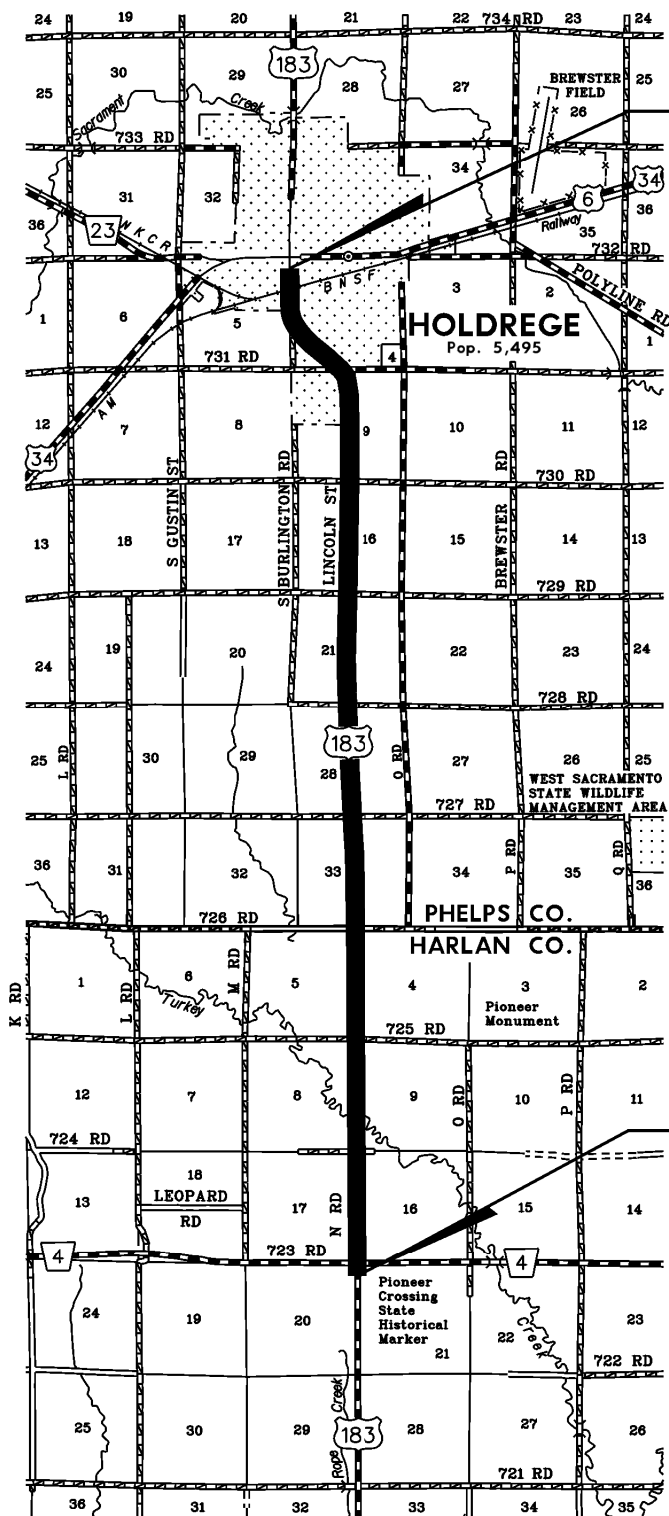 24 19 20 21 22 734 RD 23 24
183
30 29 28 27 BREWSTER
FIELD
25 26 25
Sacrament Creek
733 RD
34
31 32 34
6
36 23 NKCR 35 36
Railway
732 RD
BNSF
POLYLINE RD
1 6 5 3 2 1
HOLDREGE
Pop. 5,495
731 RD 4
AM
12 7 8 9 10 11 12
34
730 RD
S GUSTIN ST
S BURLINGTON RD
LINCOLN ST
BREWSTER RD
13 18 17 16 15 14 13
729 RD
24 19 20 21 22 23 24
728 RD
183
25 L RD 30 29 28 O RD 27 26 25
WEST SACRAMENTO
STATE WILDLIFE
MANAGEMENT AREA
727 RD
36 31 32 33 34 P RD 35 Q RD 36
726 RD
PHELPS CO.
HARLAN CO.
K RD 1 L RD 6 M RD 5 4 3 2
Turkey
Pioneer
Monument
725 RD
12 7 8 9 O RD 10 P RD 11
724 RD
18
13 LEOPARD
RD
17 N RD 16 15 14
723 RD
4 4
Pioneer
Crossing
State
Historical
Marker
24 19 20 21 22 23
Creek
722 RD
25 30 29 Rope Creek 183 28 27 26
721 RD
36 31 32 33 34 35